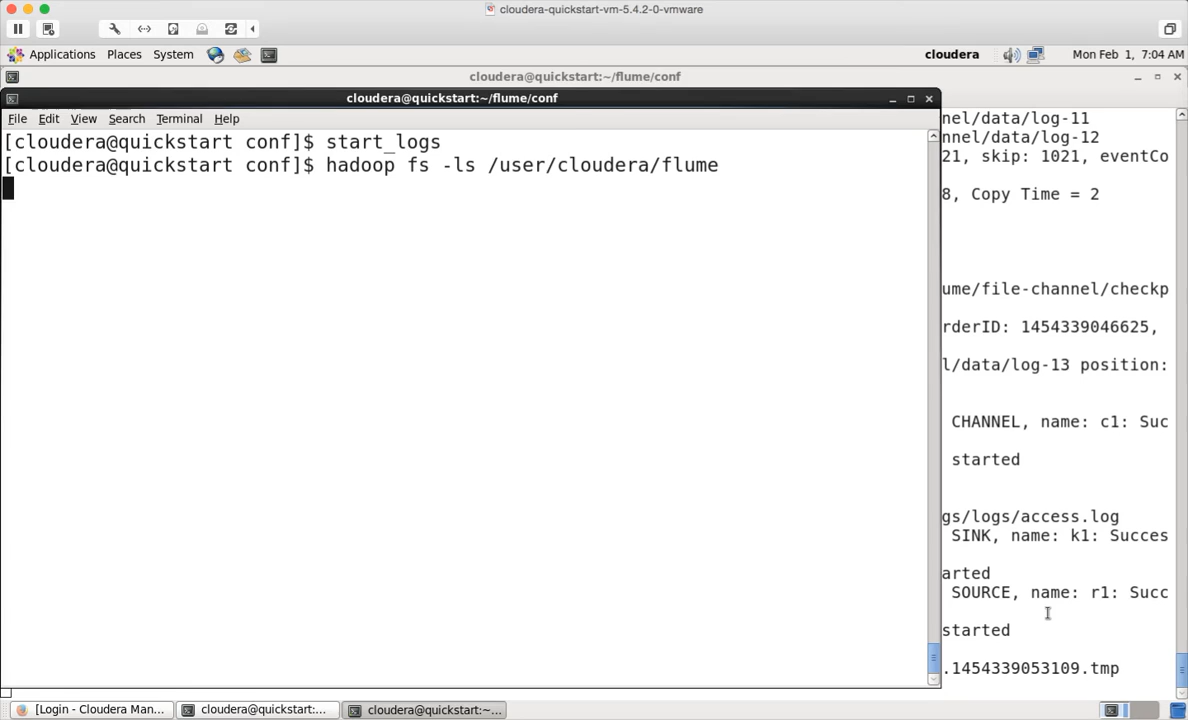 cloudera-quickstart-vm-5.4.2-0-vmware
Applications Places System cloudera Mon Feb 1, 7:04 AM
cloudera@quickstart:~/flume/conf
cloudera@quickstart:~/flume/conf
File Edit View Search Terminal Help
[cloudera@quickstart conf]$ start_logs
[cloudera@quickstart conf]$ hadoop fs -ls /user/cloudera/flume
nel/data/log-11
nnel/data/log-12
21, skip: 1021, eventCo
8, Copy Time = 2
ume/file-channel/checkp
rderID: 1454339046625,
l/data/log-13 position:
CHANNEL, name: c1: Suc
started
gs/logs/access.log
SINK, name: k1: Succes
arted
SOURCE, name: r1: Succ
started
.1454339053109.tmp
[Login - Cloudera Man... cloudera@quickstart:... cloudera@quickstart:~...